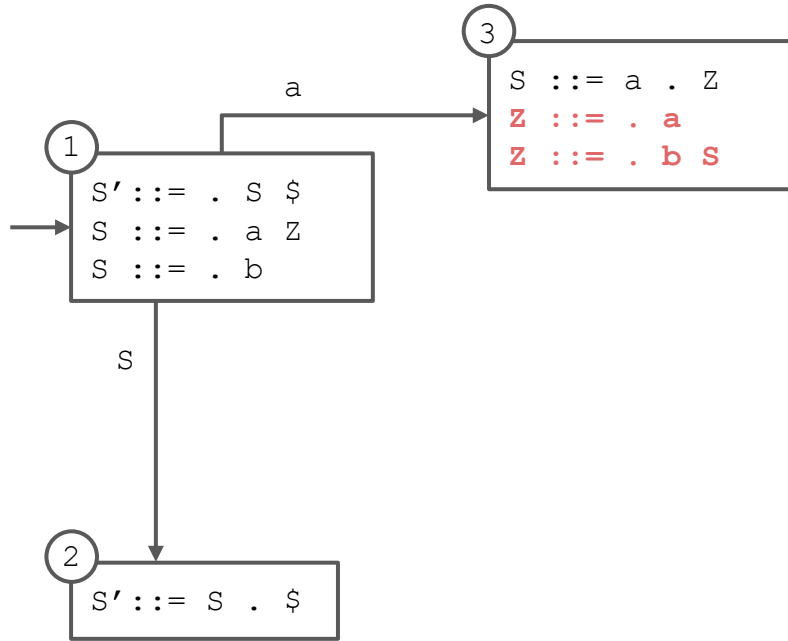 3
S ::= a . Z
Z ::= . a
Z ::= . b S
a
1
S’::= . S $
S ::= . a Z
S ::= . b
S
2
S’::= S . $